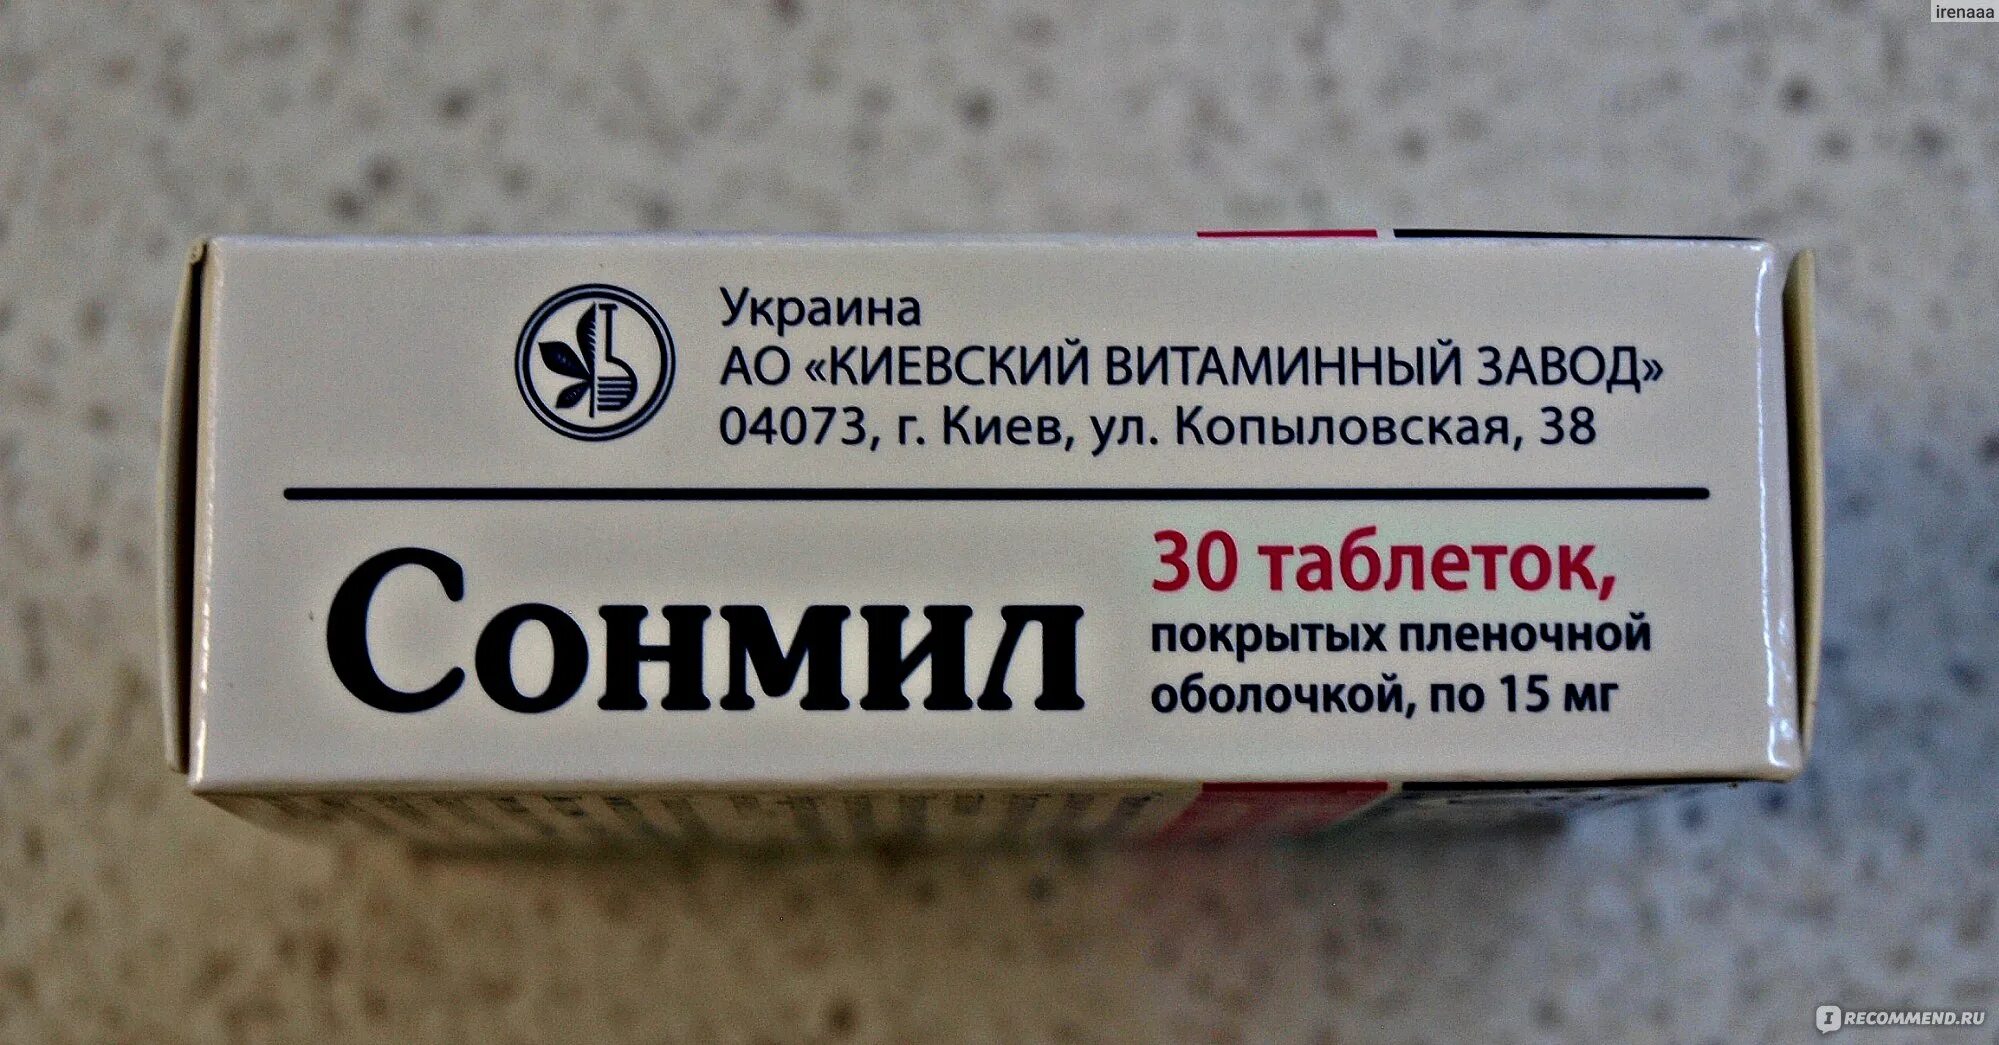 irenaaa
Украина
АО «КИЕВСКИЙ ВИТАМИННЫЙ ЗАВОД»
04073, г. Киев, ул. Копыловская, 38
Сонмил
30 таблеток,
покрытых пленочной
оболочкой, по 15 мг
I RECOMMEND.RU